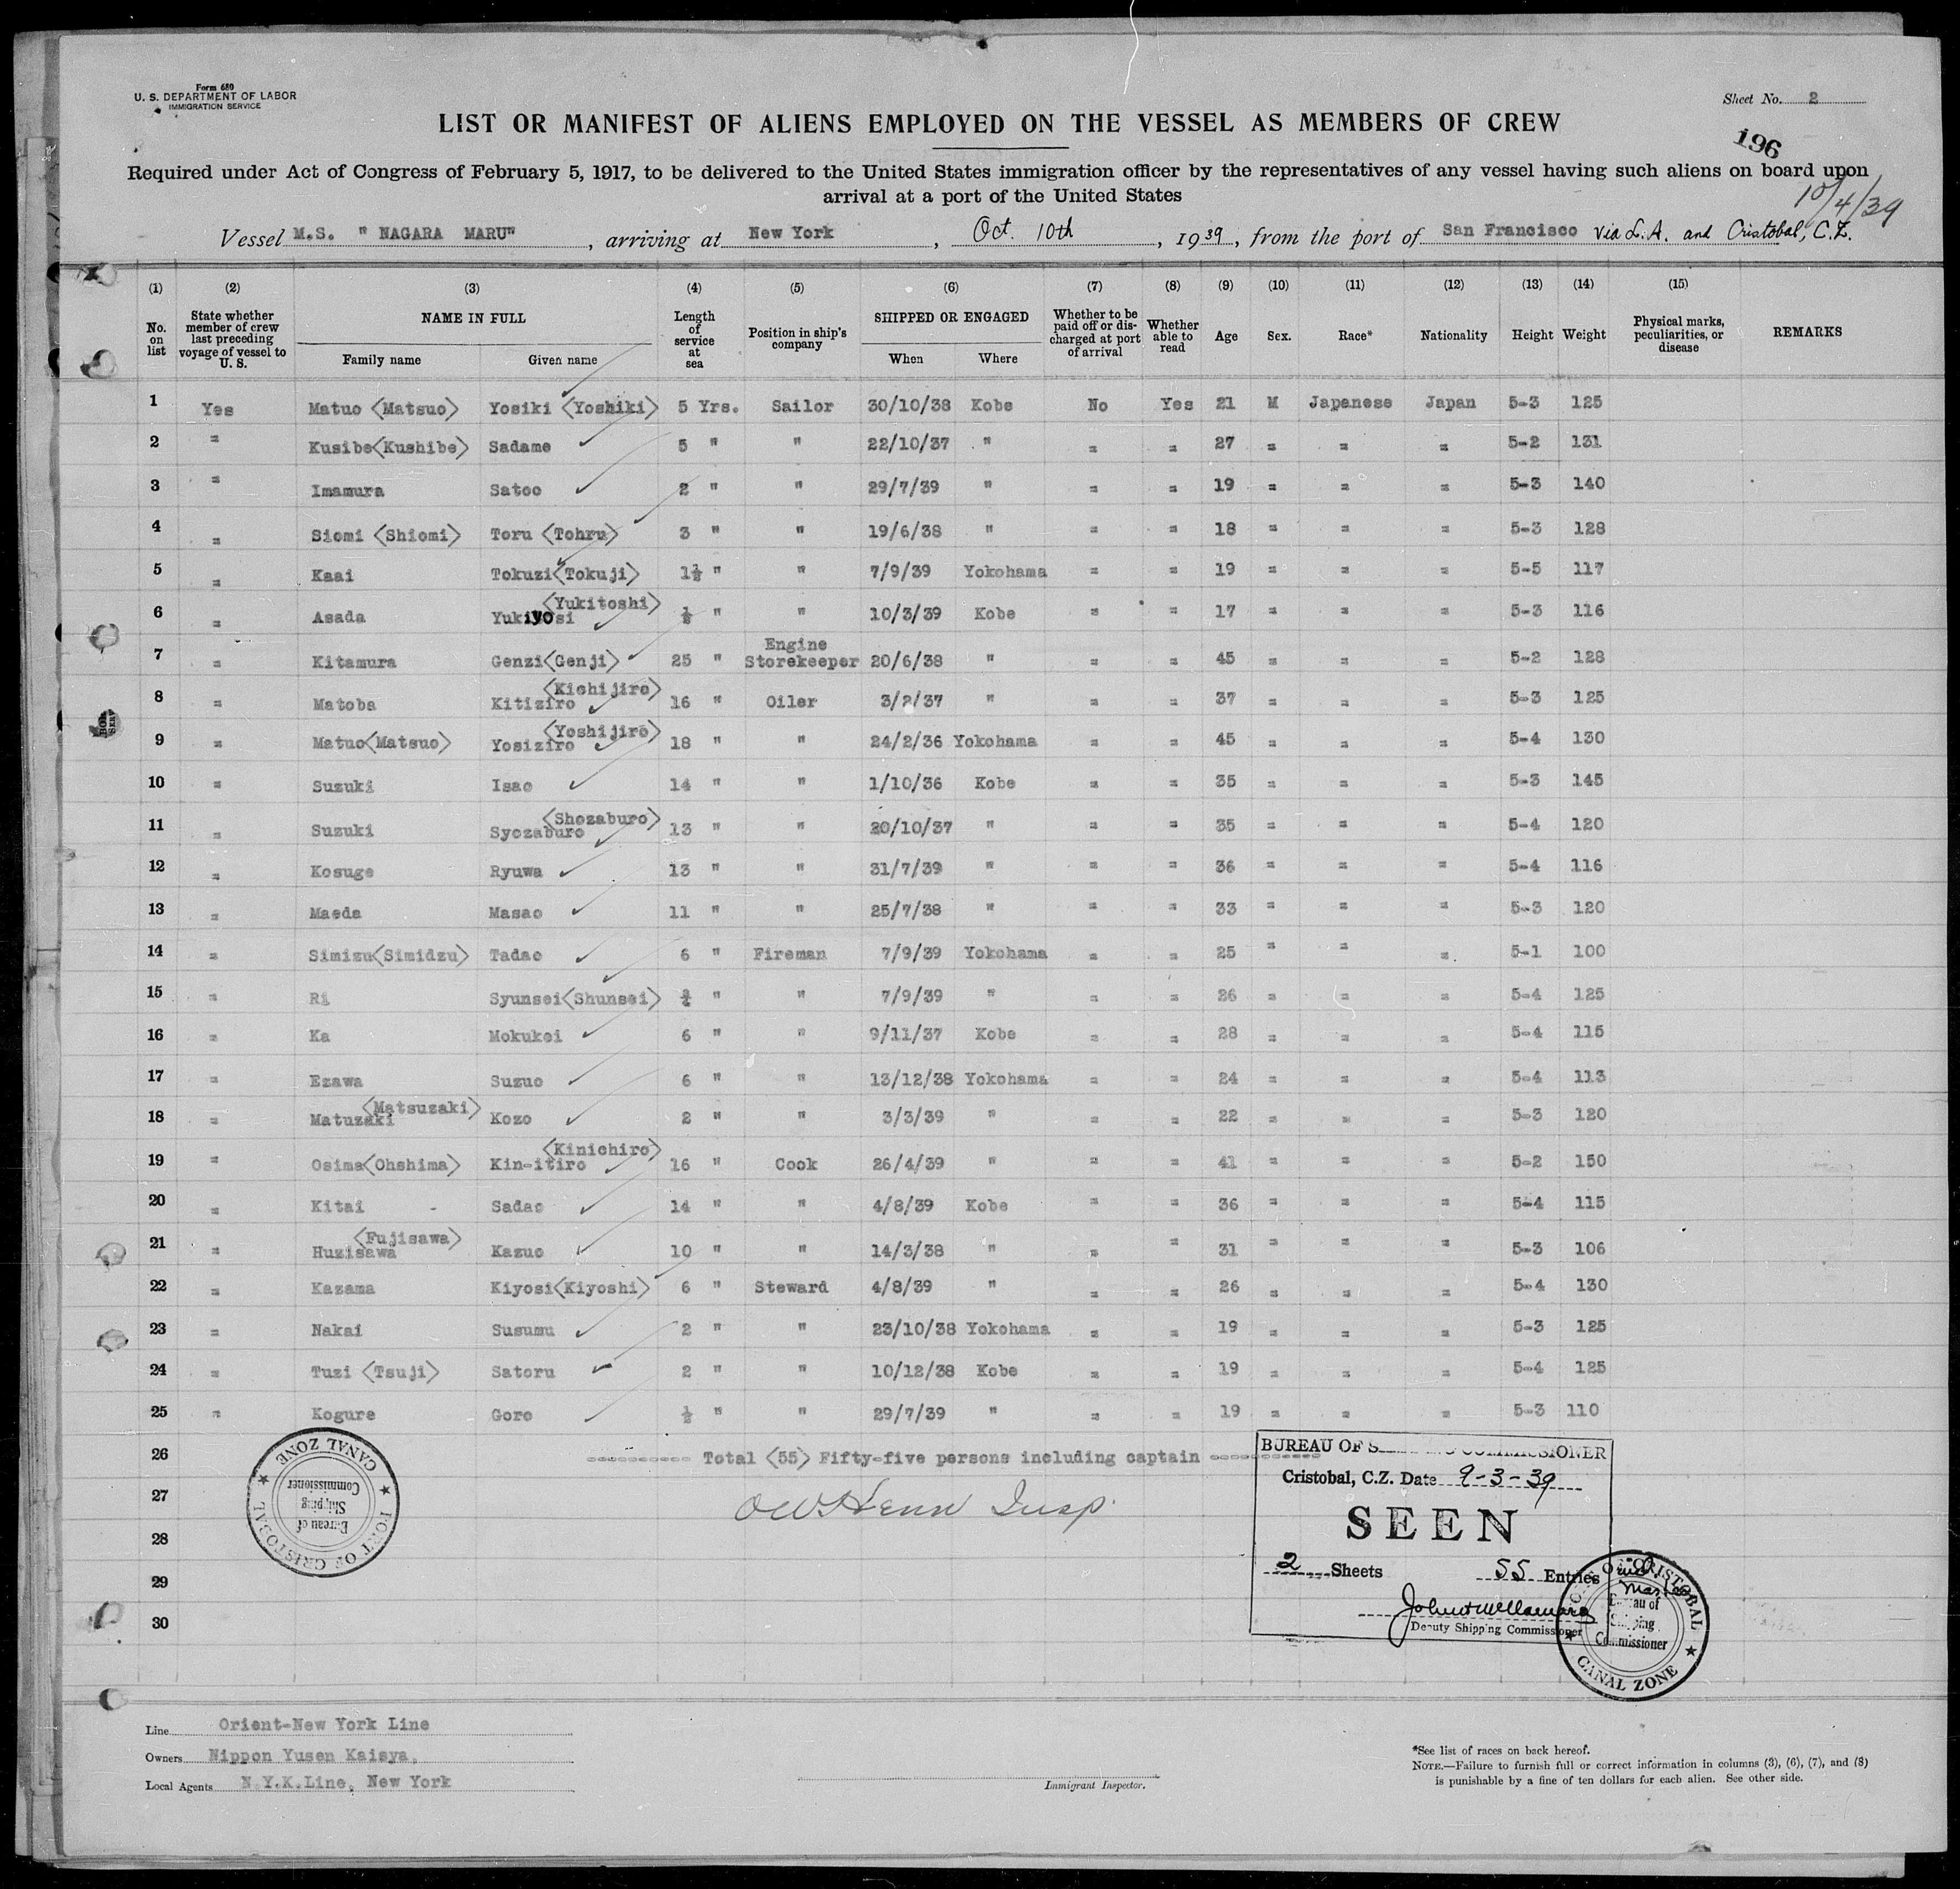 Form 680
U. S. DEPARTMENT OF LABOR
IMMIGRATION SERVICE
Sheet No. 2
LIST OR MANIFEST OF ALIENS EMPLOYED ON THE VESSEL AS MEMBERS OF CREW
196
Required under Act of Congress of February 5, 1917, to be delivered to the United States immigration officer by the representatives of any vessel having such aliens on board upon
arrival at a port of the United States
10/4/39
Vessel M.S. "NAGARA MARU", arriving at New York, Oct. 10th, 1939, from the port of San Francisco via L.A. and Cristobal, C.Z.
(1) (2) (3) (4) (5) (6) (7) (8) (9) (10) (11) (12) (13) (14) (15)
No. on list
State whether member of crew last preceding voyage of vessel to U. S.
NAME IN FULL
Family name
Given name
Length of service at sea
Position in ship's company
SHIPPED OR ENGAGED
When
Where
Whether to be paid off or discharged at port of arrival
Whether able to read
Age
Sex.
Race*
Nationality
Height
Weight
Physical marks, peculiarities, or disease
REMARKS
1 Yes Matuo (Matsuo) Yosiki (Yoshiki) 5 Yrs. Sailor 30/10/38 Kobe No Yes 21 M Japanese Japan 5-3 125
2 " Kusibe (Kushibe) Sadame 5 " " 22/10/37 " " " 27 " " " 5-2 131
3 " Imamura Satoo 2 " " 29/7/39 " " " 19 " " " 5-3 140
4 " Siomi (Shiomi) Toru (Tohru) 3 " " 19/6/38 " " " 18 " " " 5-3 128
5 " Kaai Tokuzi (Tokuji) 1½ " " 7/9/39 Yokohama " " 19 " " " 5-5 117
6 " Asada Yukiyosi (Yukitoshi) ½ " " 10/3/39 Kobe " " 17 " " " 5-3 116
7 " Kitamura Genzi (Genji) 25 " Engine Storekeeper 20/6/38 " " " 45 " " " 5-2 128
8 " Matoba Kitiziro (Kichijiro) 16 " Oiler 3/2/37 " " " 37 " " " 5-3 125
9 " Matuo (Matsuo) Yosiziro (Yoshijiro) 18 " " 24/2/36 Yokohama " " 45 " " " 5-4 130
10 " Suzuki Isao 14 " " 1/10/36 Kobe " " 35 " " " 5-3 145
11 " Suzuki Syozaburo (Shozaburo) 13 " " 20/10/37 " " " 35 " " " 5-4 120
12 " Kosuge Ryuwa 13 " " 31/7/39 " " " 36 " " " 5-4 116
13 " Maeda Masao 11 " " 25/7/38 " " " 33 " " " 5-3 120
14 " Simizu (Simidzu) Tadao 6 " Fireman 7/9/39 Yokohama " " 25 " " " 5-1 100
15 " Ri Syunsei (Shunsei) ¾ " " 7/9/39 " " " 26 " " " 5-4 125
16 " Ka Mokukei 6 " " 9/11/37 Kobe " " 28 " " " 5-4 115
17 " Ezawa Suzuo 6 " " 13/12/38 Yokohama " " 24 " " " 5-4 113
18 " Matuzaki (Matsuzaki) Kozo 2 " " 3/3/39 " " " 22 " " " 5-3 120
19 " Osima (Ohshima) Kin-itiro (Kinichiro) 16 " Cook 26/4/39 " " " 41 " " " 5-2 150
20 " Kitai Sadao 14 " " 4/8/39 Kobe " " 36 " " " 5-4 115
21 " Huzisawa (Fujisawa) Kazuo 10 " " 14/3/38 " " " 31 " " " 5-3 106
22 " Kazama Kiyosi (Kiyoshi) 6 " Steward 4/8/39 " " " 26 " " " 5-4 130
23 " Nakai Susumu 2 " " 23/10/38 Yokohama " " 19 " " " 5-3 125
24 " Tuzi (Tsuji) Satoru 2 " " 10/12/38 Kobe " " 19 " " " 5-4 125
25 " Kogure Goro ½ " " 29/7/39 " " " 19 " " " 5-3 110
26 Total (55) Fifty-five persons including captain
27 OW Henn Insp.
28
29
30
PORT OF CRISTOBAL
CANAL ZONE
Bureau of
Shipping
Commissioner
BUREAU OF S COMMISSIONER
Cristobal, C.Z. Date 9-3-39
SEEN
2 Sheets 55 Entries
Deputy Shipping Commissioner
CRISTOBAL
Bureau of
Shipping
Commissioner
CANAL ZONE
Line Orient-New York Line
Owners Nippon Yusen Kaisya.
Local Agents N.Y.K.Line, New York
Immigrant Inspector.
*See list of races on back hereof.
NOTE.—Failure to furnish full or correct information in columns (3), (6), (7), and (8)
is punishable by a fine of ten dollars for each alien. See other side.